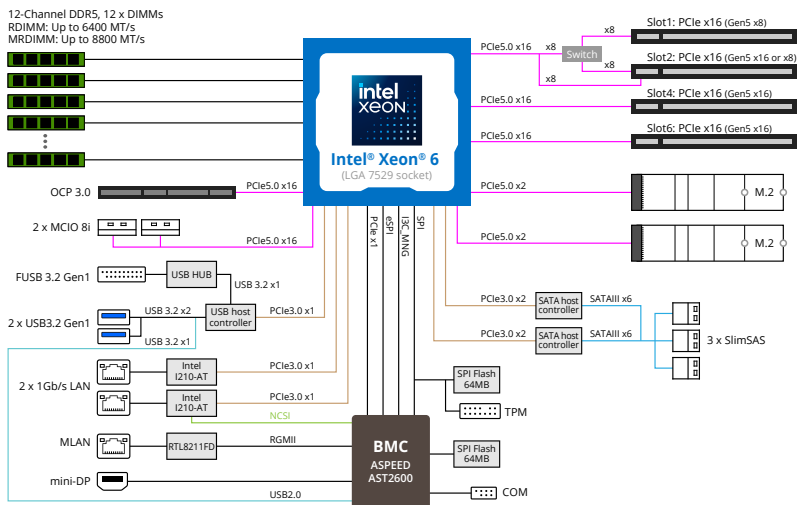 12-Channel DDR5, 12 x DIMMs
RDIMM: Up to 6400 MT/s
MRDIMM: Up to 8800 MT/s
intel
xeon
Intel® Xeon® 6
(LGA 7529 socket)
PCIe5.0 x16
x8
Switch
x8
x8
x8
Slot1: PCIe x16 (Gen5 x8)
Slot2: PCIe x16 (Gen5 x16 or x8)
PCIe5.0 x16
Slot4: PCIe x16 (Gen5 x16)
PCIe5.0 x16
Slot6: PCIe x16 (Gen5 x16)
OCP 3.0
PCIe5.0 x16
PCIe5.0 x2
M.2
2 x MCIO 8i
PCIe5.0 x16
PCIe5.0 x2
M.2
PCIe x1
eSPI
I3C_MNG
SPI
FUSB 3.2 Gen1
USB HUB
USB 3.2 x1
2 x USB3.2 Gen1
USB 3.2 x2
USB 3.2 x1
USB host
controller
PCIe3.0 x1
PCIe3.0 x2
SATA host
controller
SATAIII x6
PCIe3.0 x2
SATA host
controller
SATAIII x6
3 x SlimSAS
2 x 1Gb/s LAN
Intel
I210-AT
PCIe3.0 x1
Intel
I210-AT
PCIe3.0 x1
NCSI
SPI Flash
64MB
TPM
MLAN
RTL8211FD
RGMII
BMC
ASPEED
AST2600
SPI Flash
64MB
mini-DP
USB2.0
COM